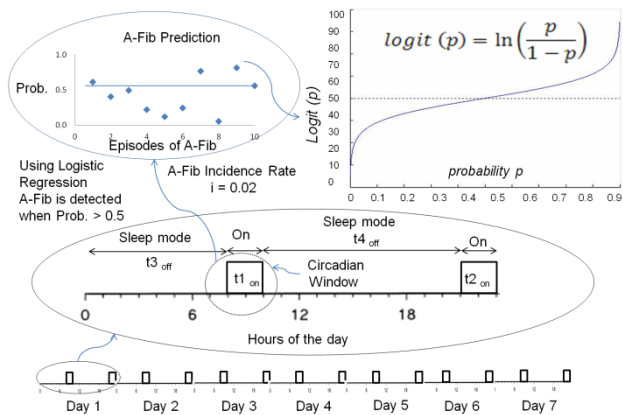 A-Fib Prediction
1.0
Prob. 0.5
0.0
0 2 4 6 8 10
Episodes of A-Fib
logit (p) = ln(p / 1 − p)
100
90
80
70
60
50
40
30
20
10
0
Logit (p)
probability p
0 0.1 0.2 0.3 0.4 0.5 0.6 0.7 0.8 0.9
Using Logistic
Regression
A-Fib is detected
when Prob. > 0.5
A-Fib Incidence Rate
i = 0.02
Sleep mode
t3 off
On
Sleep mode
t4 off
On
t1 on
Circadian
Window
t2 on
0 6 12 18
Hours of the day
Day 1 Day 2 Day 3 Day 4 Day 5 Day 6 Day 7